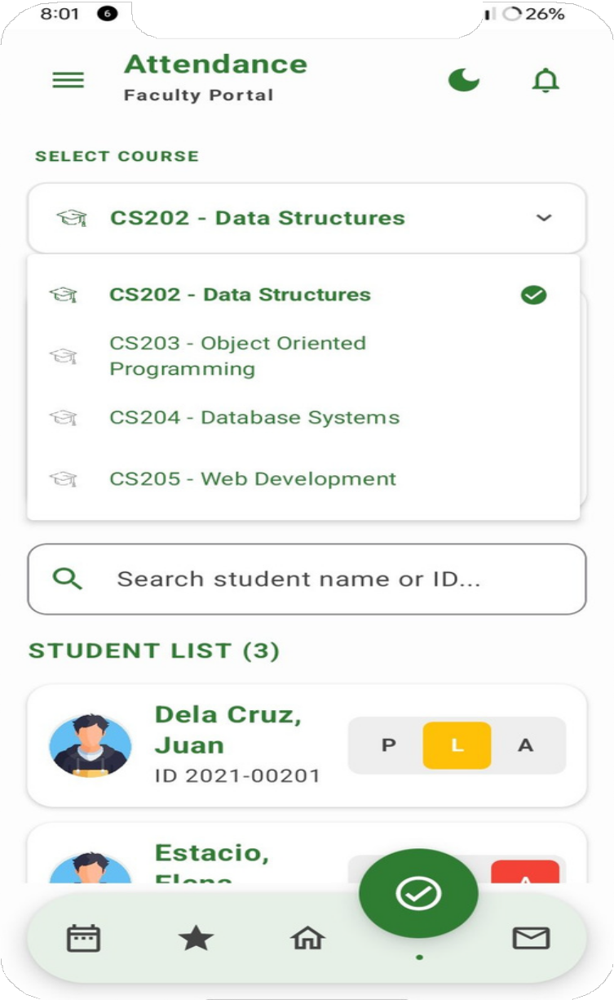 8:01 6 26%
Attendance
Faculty Portal
SELECT COURSE
CS202 - Data Structures
CS202 - Data Structures
CS203 - Object Oriented
Programming
CS204 - Database Systems
CS205 - Web Development
Search student name or ID...
STUDENT LIST (3)
Dela Cruz,
Juan
ID 2021-00201
P L A
Estacio,
Elena
A